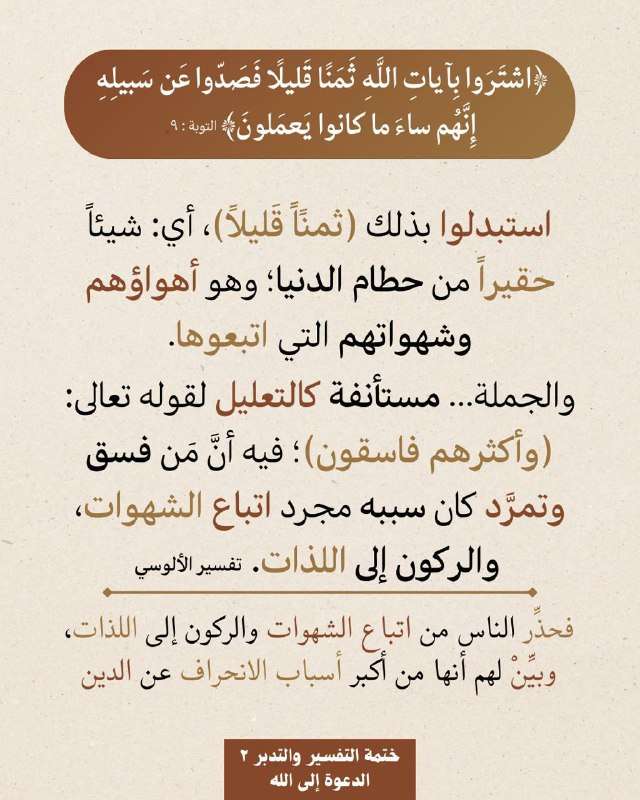 ﴿اشْتَرَوا بِآياتِ اللَّهِ ثَمَنًا قَليلًا فَصَدّوا عَن سَبيلِهِ
إِنَّهُم ساءَ ما كانوا يَعمَلونَ﴾ التوبة : ٩
استبدلوا بذلك (ثمنًاً قَليلاً)، أي: شيئاً
حقيراً من حطام الدنيا؛ وهو أهواؤهم
وشهواتهم التي اتبعوها.
والجملة... مستأنفة كالتعليل لقوله تعالى:
(وأكثرهم فاسقون)؛ فيه أنَّ مَن فسق
وتمرَّد كان سببه مجرد اتباع الشهوات،
والركون إلى اللذات. تفسير الألوسي
فحذِّر الناس من اتباع الشهوات والركون إلى اللذات،
وبيِّنْ لهم أنها من أكبر أسباب الانحراف عن الدين
ختمة التفسير والتدبر ٢
الدعوة إلى الله